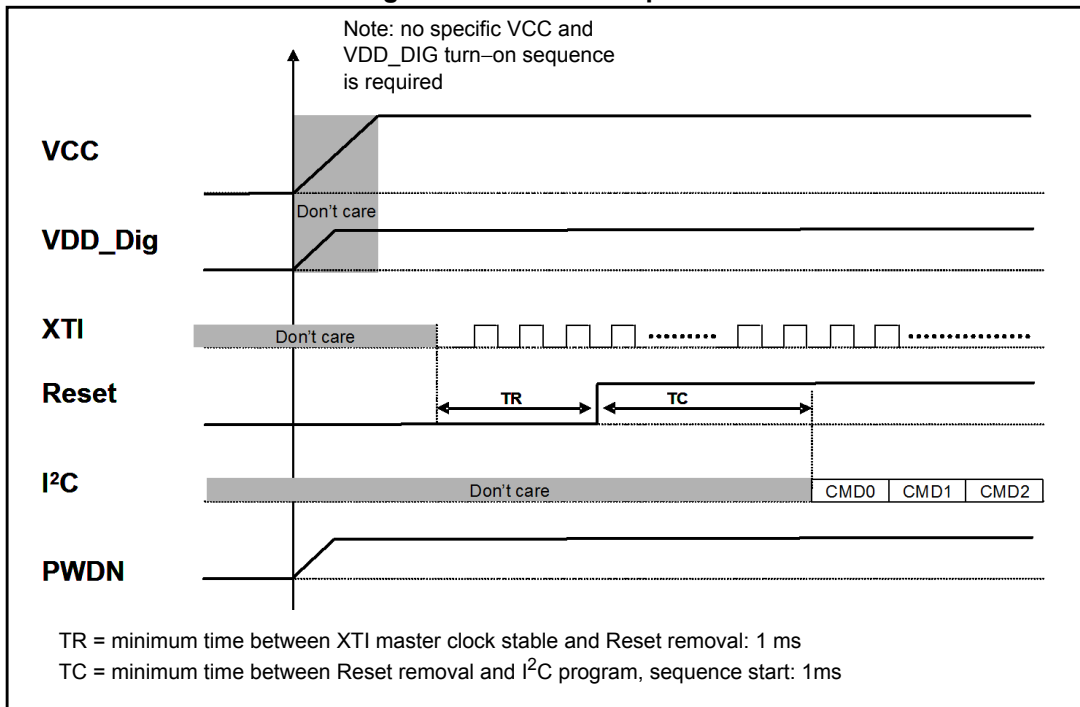 Note: no specific VCC and
VDD_DIG turn–on sequence
is required
VCC
Don't care
VDD_Dig
XTI
Don't care
Reset
TR
TC
I²C
Don't care
CMD0
CMD1
CMD2
PWDN
TR = minimum time between XTI master clock stable and Reset removal: 1 ms
TC = minimum time between Reset removal and I²C program, sequence start: 1ms